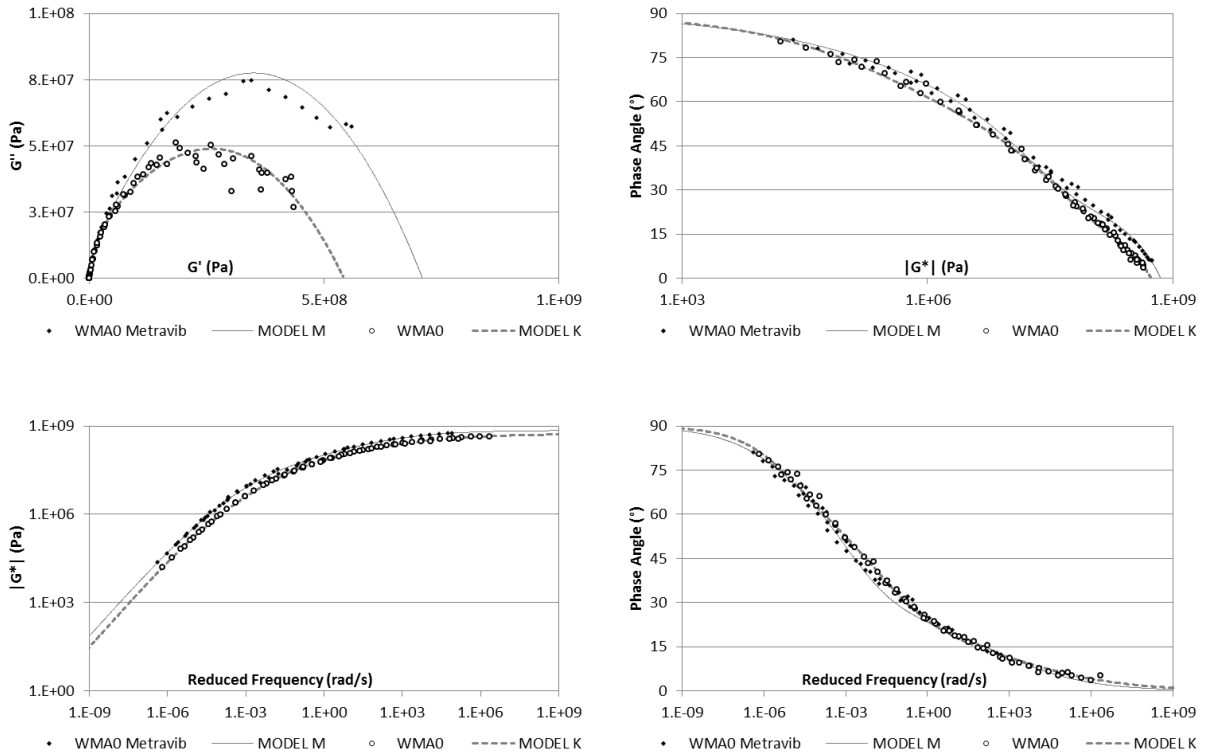 1.E+08
8.E+07
5.E+07
3.E+07
0.E+00
G'' (Pa)
G' (Pa)
0.E+00 5.E+08 1.E+09
WMA0 Metravib MODEL M WMA0 MODEL K
90
75
60
45
30
15
0
Phase Angle (°)
|G*| (Pa)
1.E+03 1.E+06 1.E+09
WMA0 Metravib MODEL M WMA0 MODEL K
1.E+09
1.E+06
1.E+03
1.E+00
|G*| (Pa)
Reduced Frequency (rad/s)
1.E-09 1.E-06 1.E-03 1.E+00 1.E+03 1.E+06 1.E+09
WMA0 Metravib MODEL M WMA0 MODEL K
90
75
60
45
30
15
0
Phase Angle (°)
Reduced Frequency (rad/s)
1.E-09 1.E-06 1.E-03 1.E+00 1.E+03 1.E+06 1.E+09
WMA0 Metravib MODEL M WMA0 MODEL K